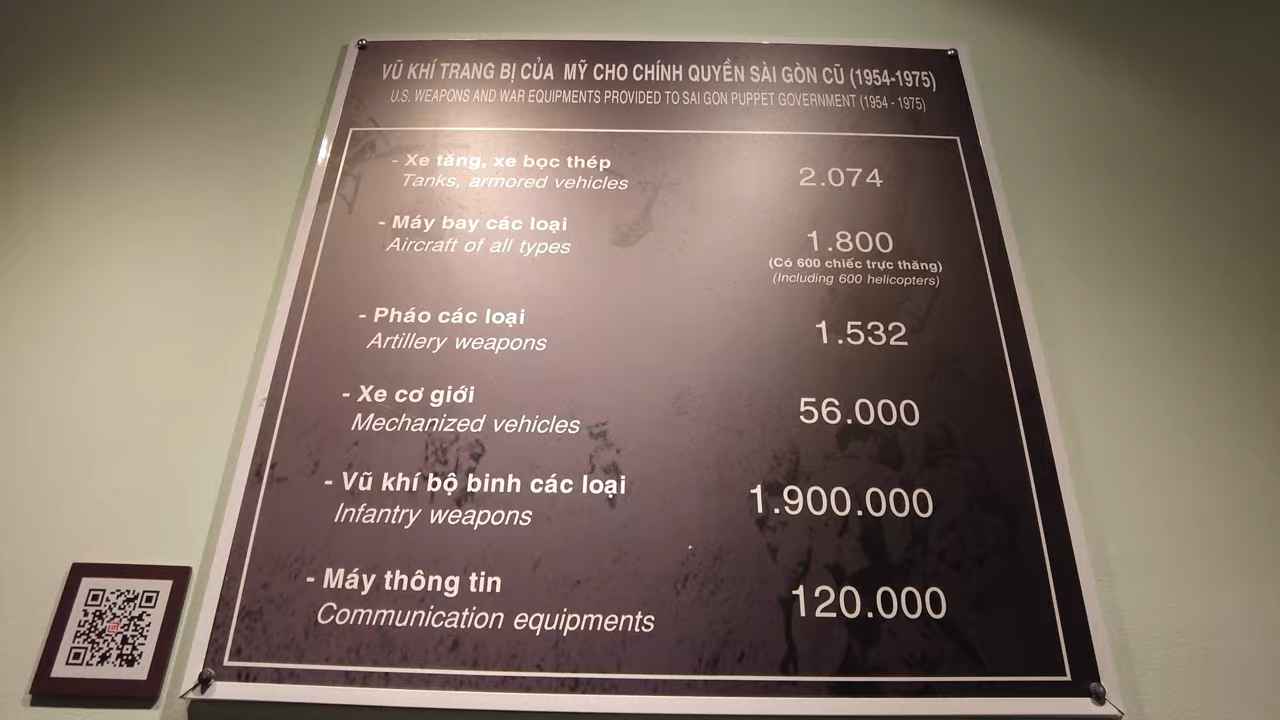 VŨ KHÍ TRANG BỊ CỦA MỸ CHO CHÍNH QUYỀN SÀI GÒN CŨ (1954-1975)
U.S. WEAPONS AND WAR EQUIPMENTS PROVIDED TO SAI GON PUPPET GOVERNMENT (1954 - 1975)
- Xe tăng, xe bọc thép
Tanks, armored vehicles
2.074
- Máy bay các loại
Aircraft of all types
1.800
(Có 600 chiếc trực thăng)
(Including 600 helicopters)
- Pháo các loại
Artillery weapons
1.532
- Xe cơ giới
Mechanized vehicles
56.000
- Vũ khí bộ binh các loại
Infantry weapons
1.900.000
- Máy thông tin
Communication equipments
120.000